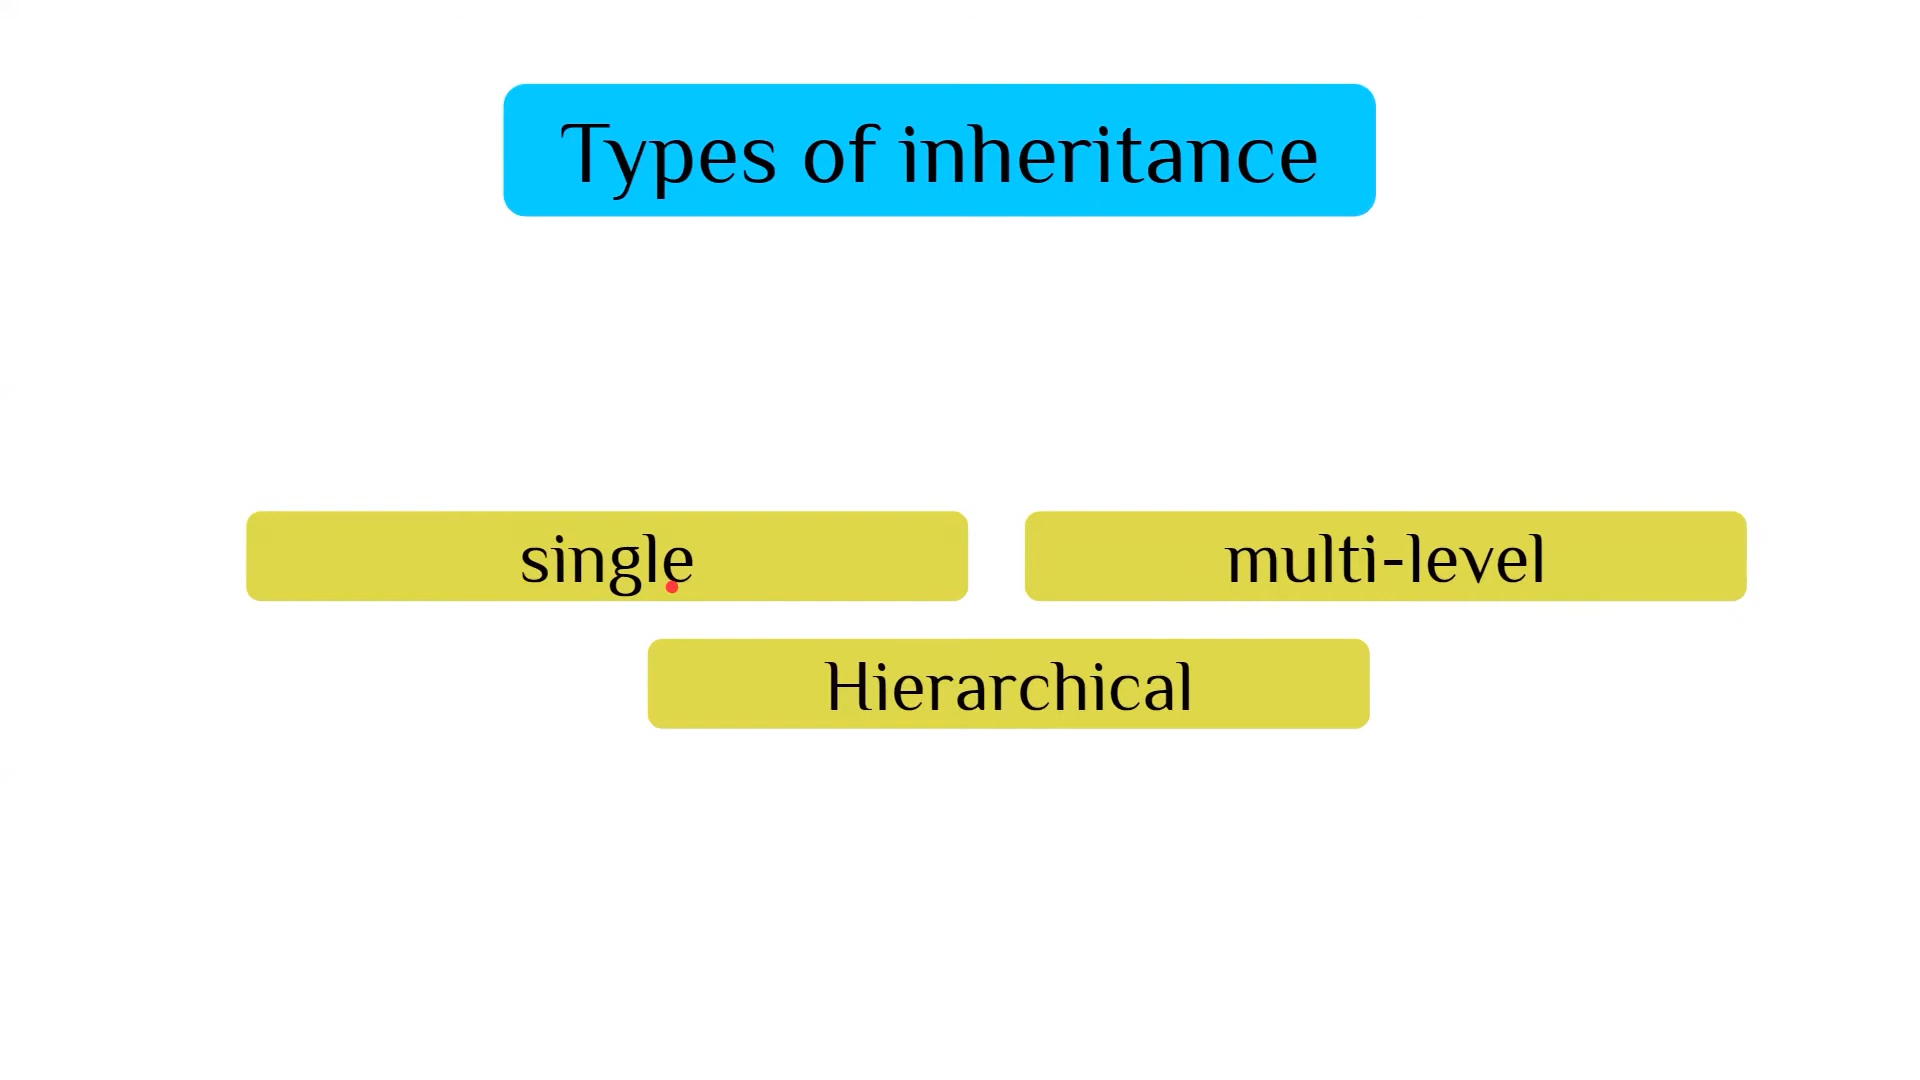 Types of inheritance
single
multi-level
Hierarchical